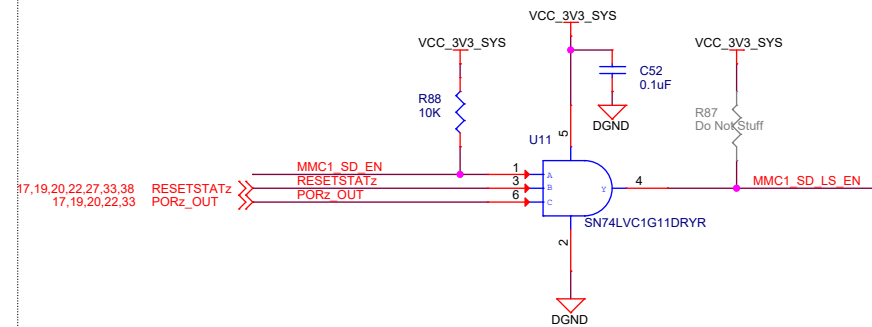 VCC_3V3_SYS
VCC_3V3_SYS
VCC_3V3_SYS
C52
0.1uF
R88
10K
R87
Do Not Stuff
DGND
U11
5
MMC1_SD_EN
1
A
17,19,20,22,27,33,38 RESETSTATz
RESETSTATz
3
B
Y
4
MMC1_SD_LS_EN
17,19,20,22,33 PORz_OUT
PORz_OUT
6
C
SN74LVC1G11DRYR
2
DGND